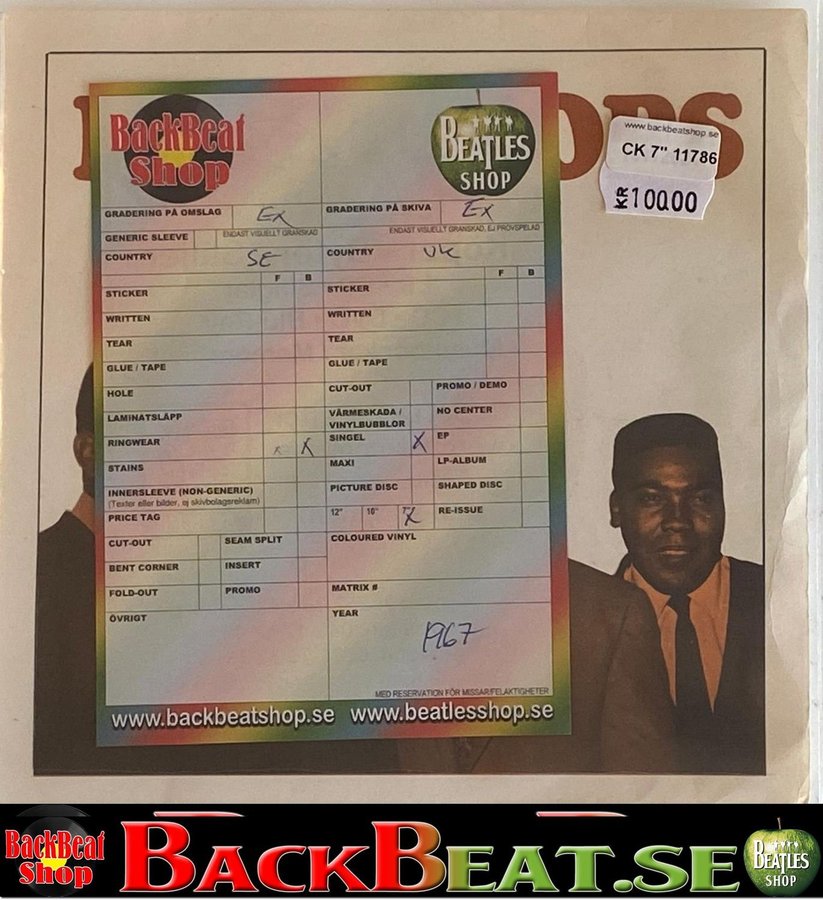 OPS
www.backbeatshop.se
CK 7" 11786
KR 100.00
BackBeat Shop
BEATLES SHOP
GRADERING PÅ OMSLAG Ex
GRADERING PÅ SKIVA Ex
GENERIC SLEEVE ENDAST VISUELLT GRANSKAD
ENDAST VISUELLT GRANSKAD, EJ PROVSPELAD
COUNTRY SE
COUNTRY UK
F B
F B
STICKER
STICKER
WRITTEN
WRITTEN
TEAR
TEAR
GLUE / TAPE
GLUE / TAPE
HOLE
CUT-OUT PROMO / DEMO
LAMINATSLÄPP
VÄRMESKADA / VINYLBUBBLOR NO CENTER
RINGWEAR x X
SINGEL X EP
STAINS
MAXI LP-ALBUM
INNERSLEEVE (NON-GENERIC)
(Texter eller bilder, ej skivbolagsreklam)
PICTURE DISC SHAPED DISC
PRICE TAG
12" 10" 7" X RE-ISSUE
CUT-OUT SEAM SPLIT
COLOURED VINYL
BENT CORNER INSERT
FOLD-OUT PROMO
MATRIX #
ÖVRIGT
YEAR
1967
MED RESERVATION FÖR MISSAR/FELAKTIGHETER
www.backbeatshop.se www.beatlesshop.se
BackBeat Shop
BACKBEAT.SE
BEATLES SHOP